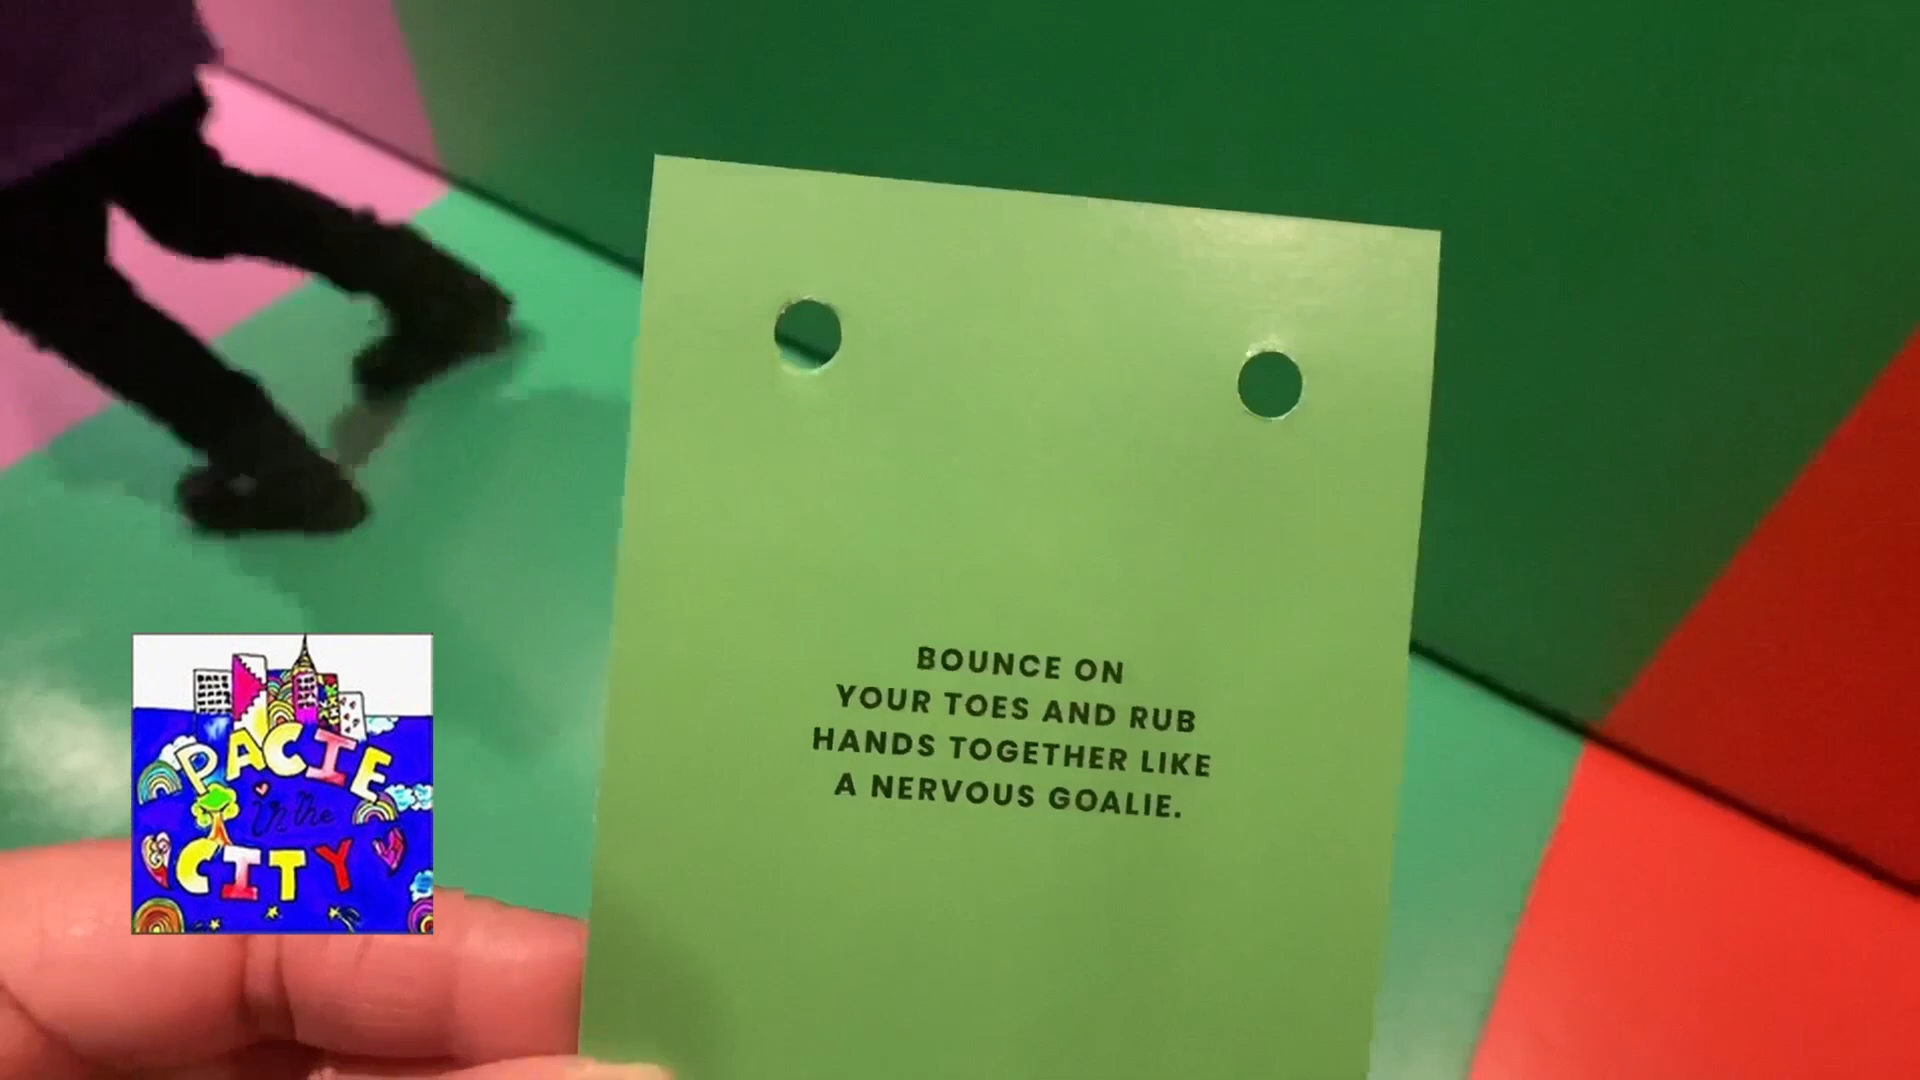 BOUNCE ON
YOUR TOES AND RUB
HANDS TOGETHER LIKE
A NERVOUS GOALIE.
PACIE
in the
CITY